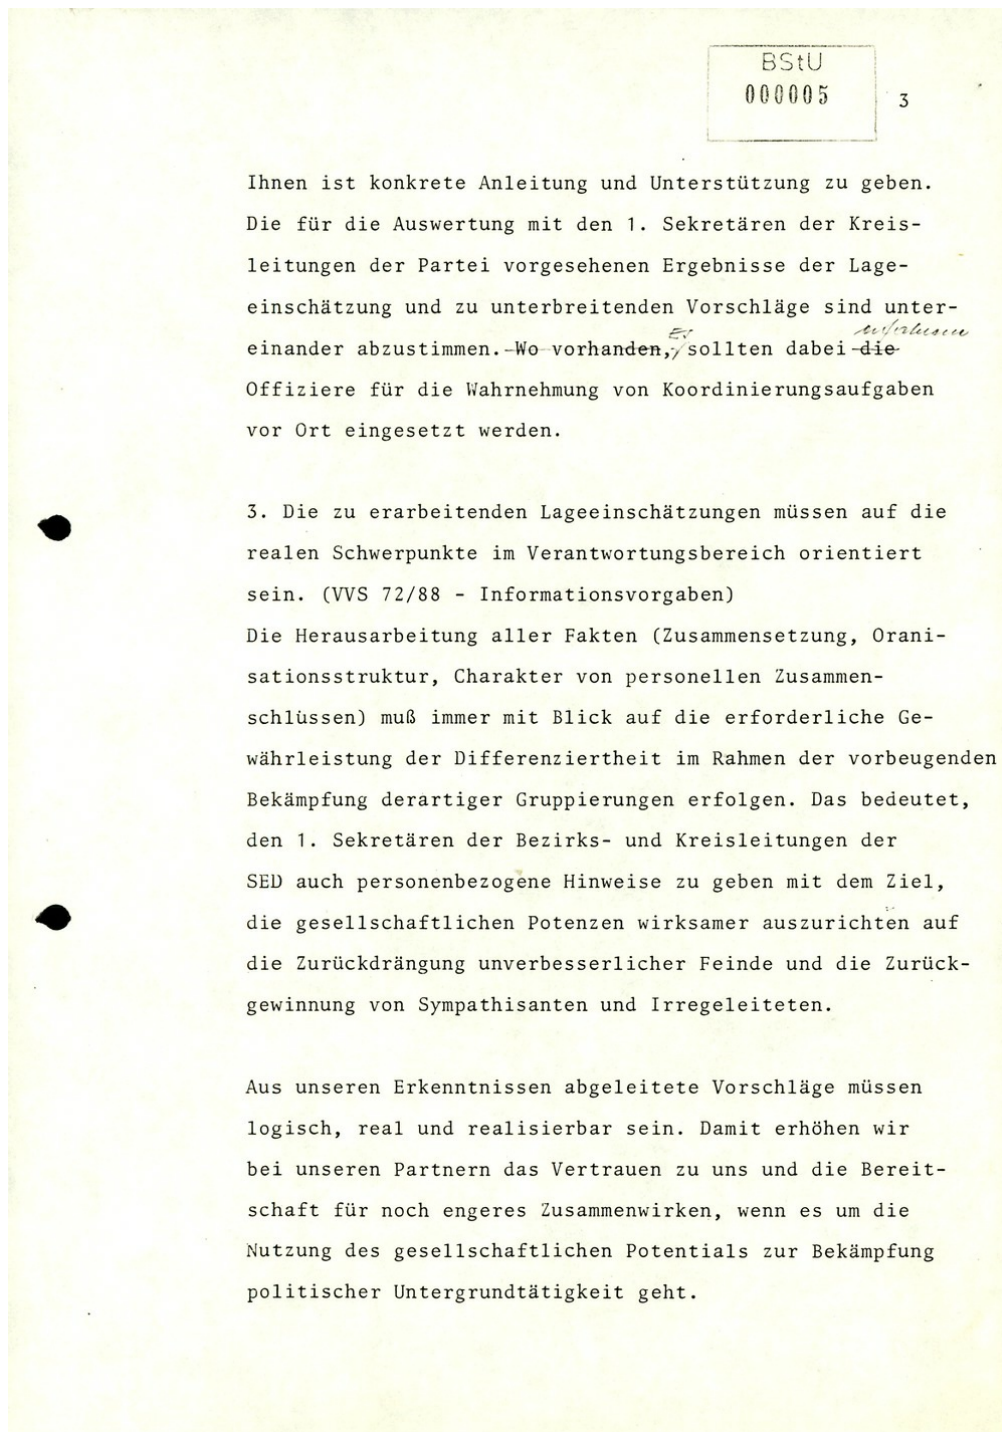 BStU
000005
3
Ihnen ist konkrete Anleitung und Unterstützung zu geben.
Die für die Auswertung mit den 1. Sekretären der Kreis-
leitungen der Partei vorgesehenen Ergebnisse der Lage-
einschätzung und zu unterbreitenden Vorschläge sind unter-
einander abzustimmen. Wo vorhanden, Es sollten dabei die
Offiziere für die Wahrnehmung von Koordinierungsaufgaben
vor Ort eingesetzt werden.
3. Die zu erarbeitenden Lageeinschätzungen müssen auf die
realen Schwerpunkte im Verantwortungsbereich orientiert
sein. (VVS 72/88 - Informationsvorgaben)
Die Herausarbeitung aller Fakten (Zusammensetzung, Orani-
sationsstruktur, Charakter von personellen Zusammen-
schlüssen) muß immer mit Blick auf die erforderliche Ge-
währleistung der Differenziertheit im Rahmen der vorbeugenden
Bekämpfung derartiger Gruppierungen erfolgen. Das bedeutet,
den 1. Sekretären der Bezirks- und Kreisleitungen der
SED auch personenbezogene Hinweise zu geben mit dem Ziel,
die gesellschaftlichen Potenzen wirksamer auszurichten auf
die Zurückdrängung unverbesserlicher Feinde und die Zurück-
gewinnung von Sympathisanten und Irregeleiteten.
Aus unseren Erkenntnissen abgeleitete Vorschläge müssen
logisch, real und realisierbar sein. Damit erhöhen wir
bei unseren Partnern das Vertrauen zu uns und die Bereit-
schaft für noch engeres Zusammenwirken, wenn es um die
Nutzung des gesellschaftlichen Potentials zur Bekämpfung
politischer Untergrundtätigkeit geht.